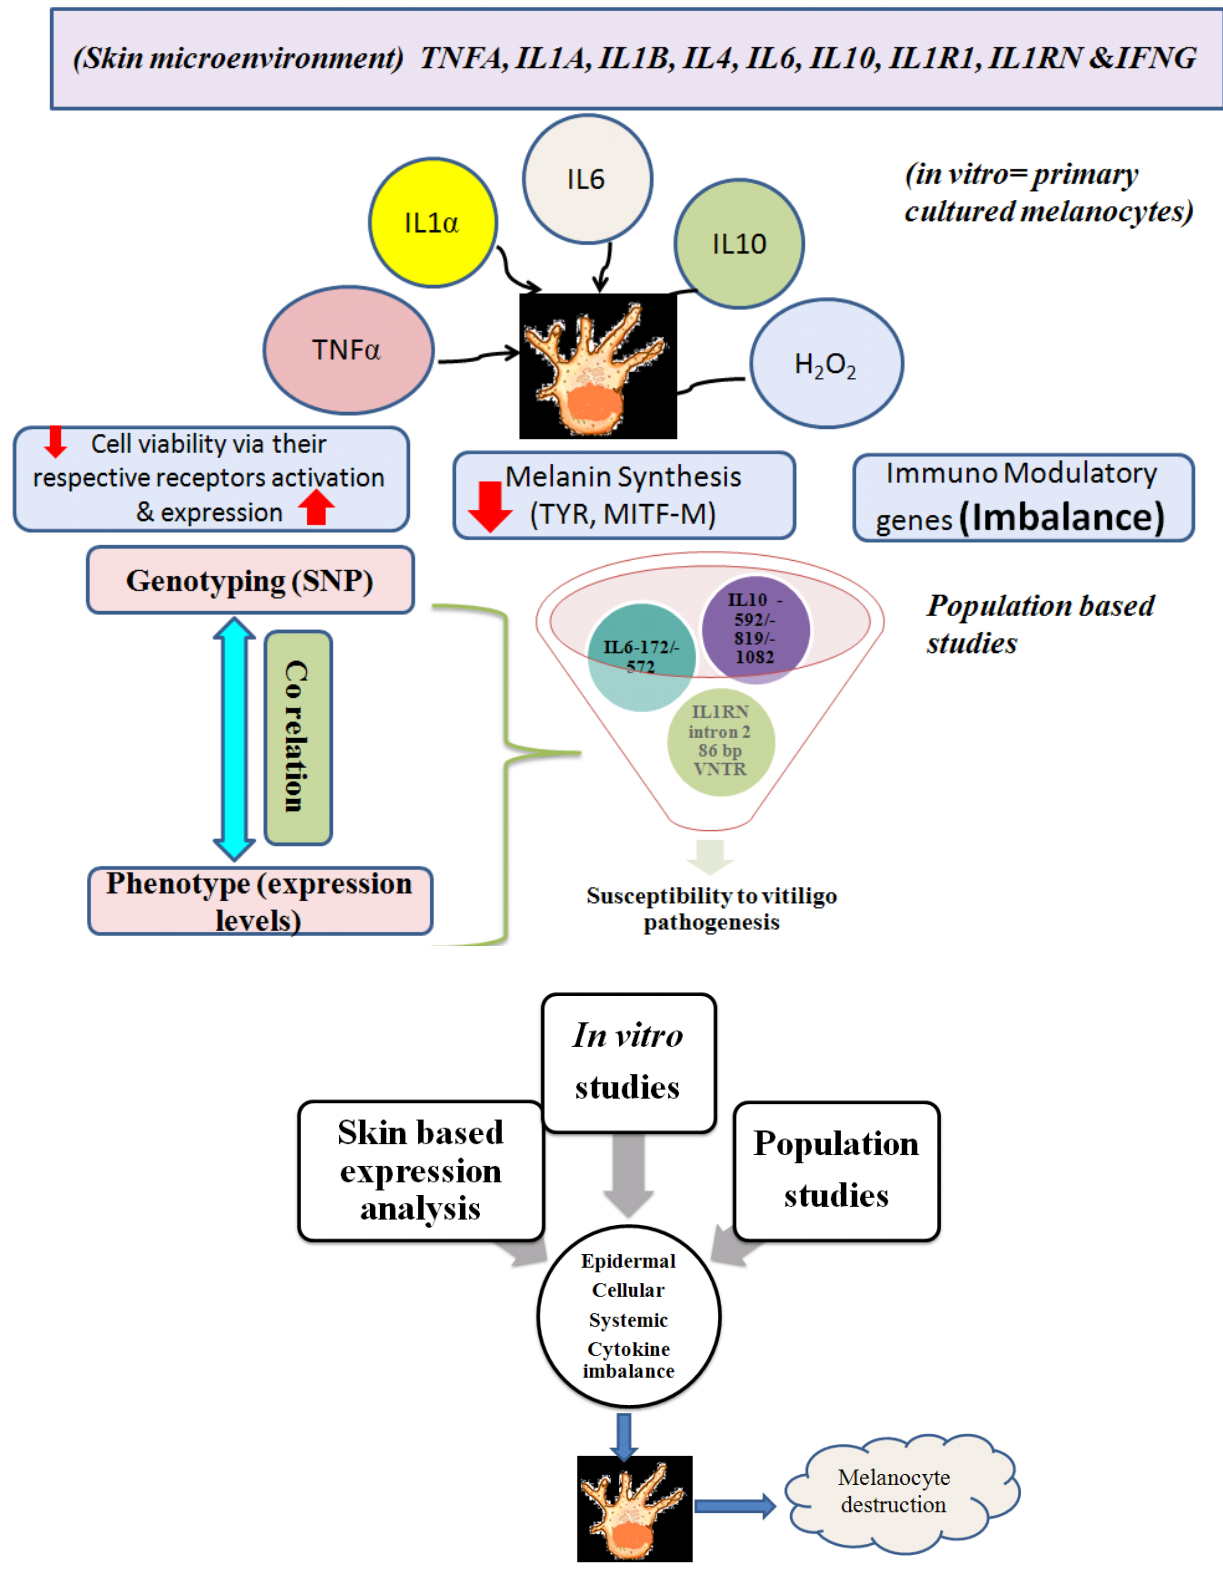 (Skin microenvironment) TNFA, IL1A, IL1B, IL4, IL6, IL10, IL1R1, IL1RN &IFNG
IL6
(in vitro= primary
cultured melanocytes)
IL1α
IL10
TNFα
H₂O₂
Cell viability via their
respective receptors activation
& expression
Melanin Synthesis
(TYR, MITF-M)
Immuno Modulatory
genes (Imbalance)
Genotyping (SNP)
Co relation
Phenotype (expression
levels)
IL10 -
592/-
819/-
1082
IL6-172/-
572
IL1RN
intron 2
86 bp
VNTR
Population based
studies
Susceptibility to vitiligo
pathogenesis
In vitro
studies
Skin based
expression
analysis
Population
studies
Epidermal
Cellular
Systemic
Cytokine
imbalance
Melanocyte
destruction